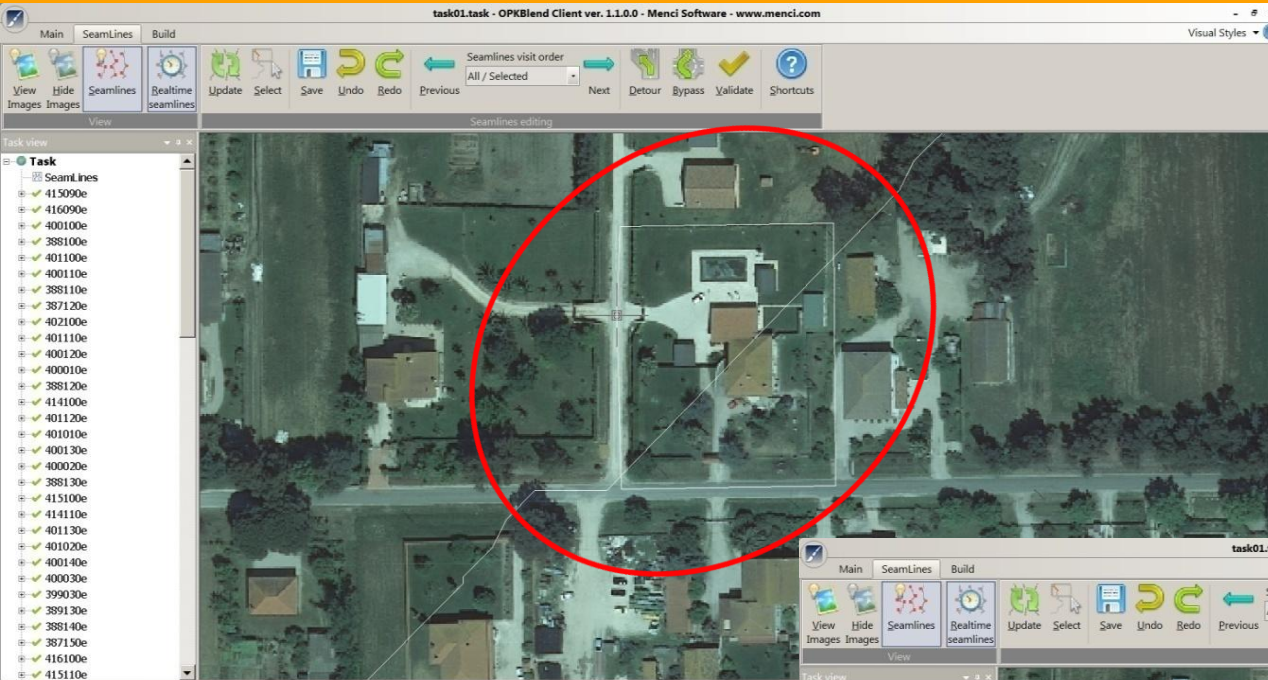 task01.task - OPKBlend Client ver. 1.1.0.0 - Menci Software - www.menci.com
Main SeamLines Build Visual Styles
View Images
Hide Images
Seamlines
Realtime seamlines
Update
Select
Save
Undo
Redo
Previous
Seamlines visit order
All / Selected
Next
Detour
Bypass
Validate
Shortcuts
View
Seamlines editing
Task view
Task
SeamLines
415090e
416090e
400100e
388100e
401100e
400110e
388110e
387120e
402100e
401110e
400120e
400010e
388120e
414100e
401120e
401010e
400130e
400020e
388130e
415100e
414110e
401130e
401020e
400140e
400030e
399030e
389130e
388140e
387150e
416100e
415110e
task01.
Main SeamLines Build
View Images
Hide Images
Seamlines
Realtime seamlines
Update
Select
Save
Undo
Redo
Previous
View
Task view